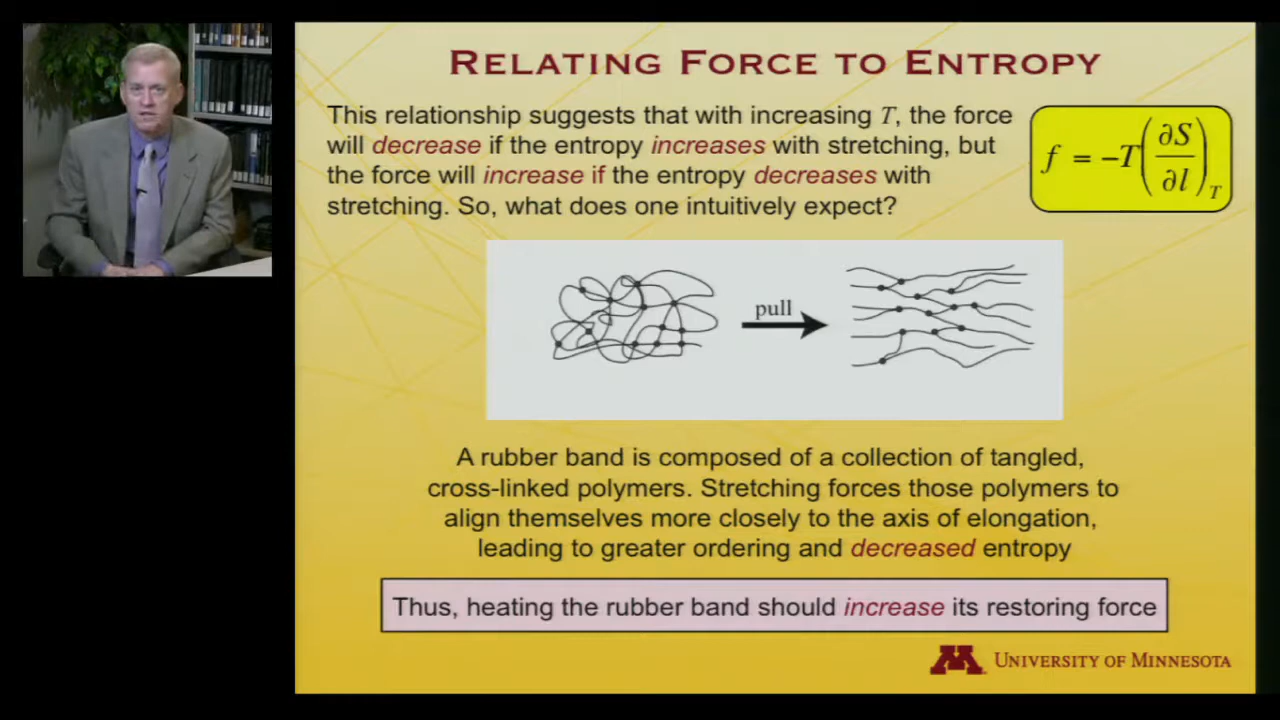 RELATING FORCE TO ENTROPY
This relationship suggests that with increasing T, the force
will decrease if the entropy increases with stretching, but
the force will increase if the entropy decreases with
stretching. So, what does one intuitively expect?
f = −T(∂S/∂l)_T
pull
A rubber band is composed of a collection of tangled,
cross-linked polymers. Stretching forces those polymers to
align themselves more closely to the axis of elongation,
leading to greater ordering and decreased entropy
Thus, heating the rubber band should increase its restoring force
M UNIVERSITY OF MINNESOTA